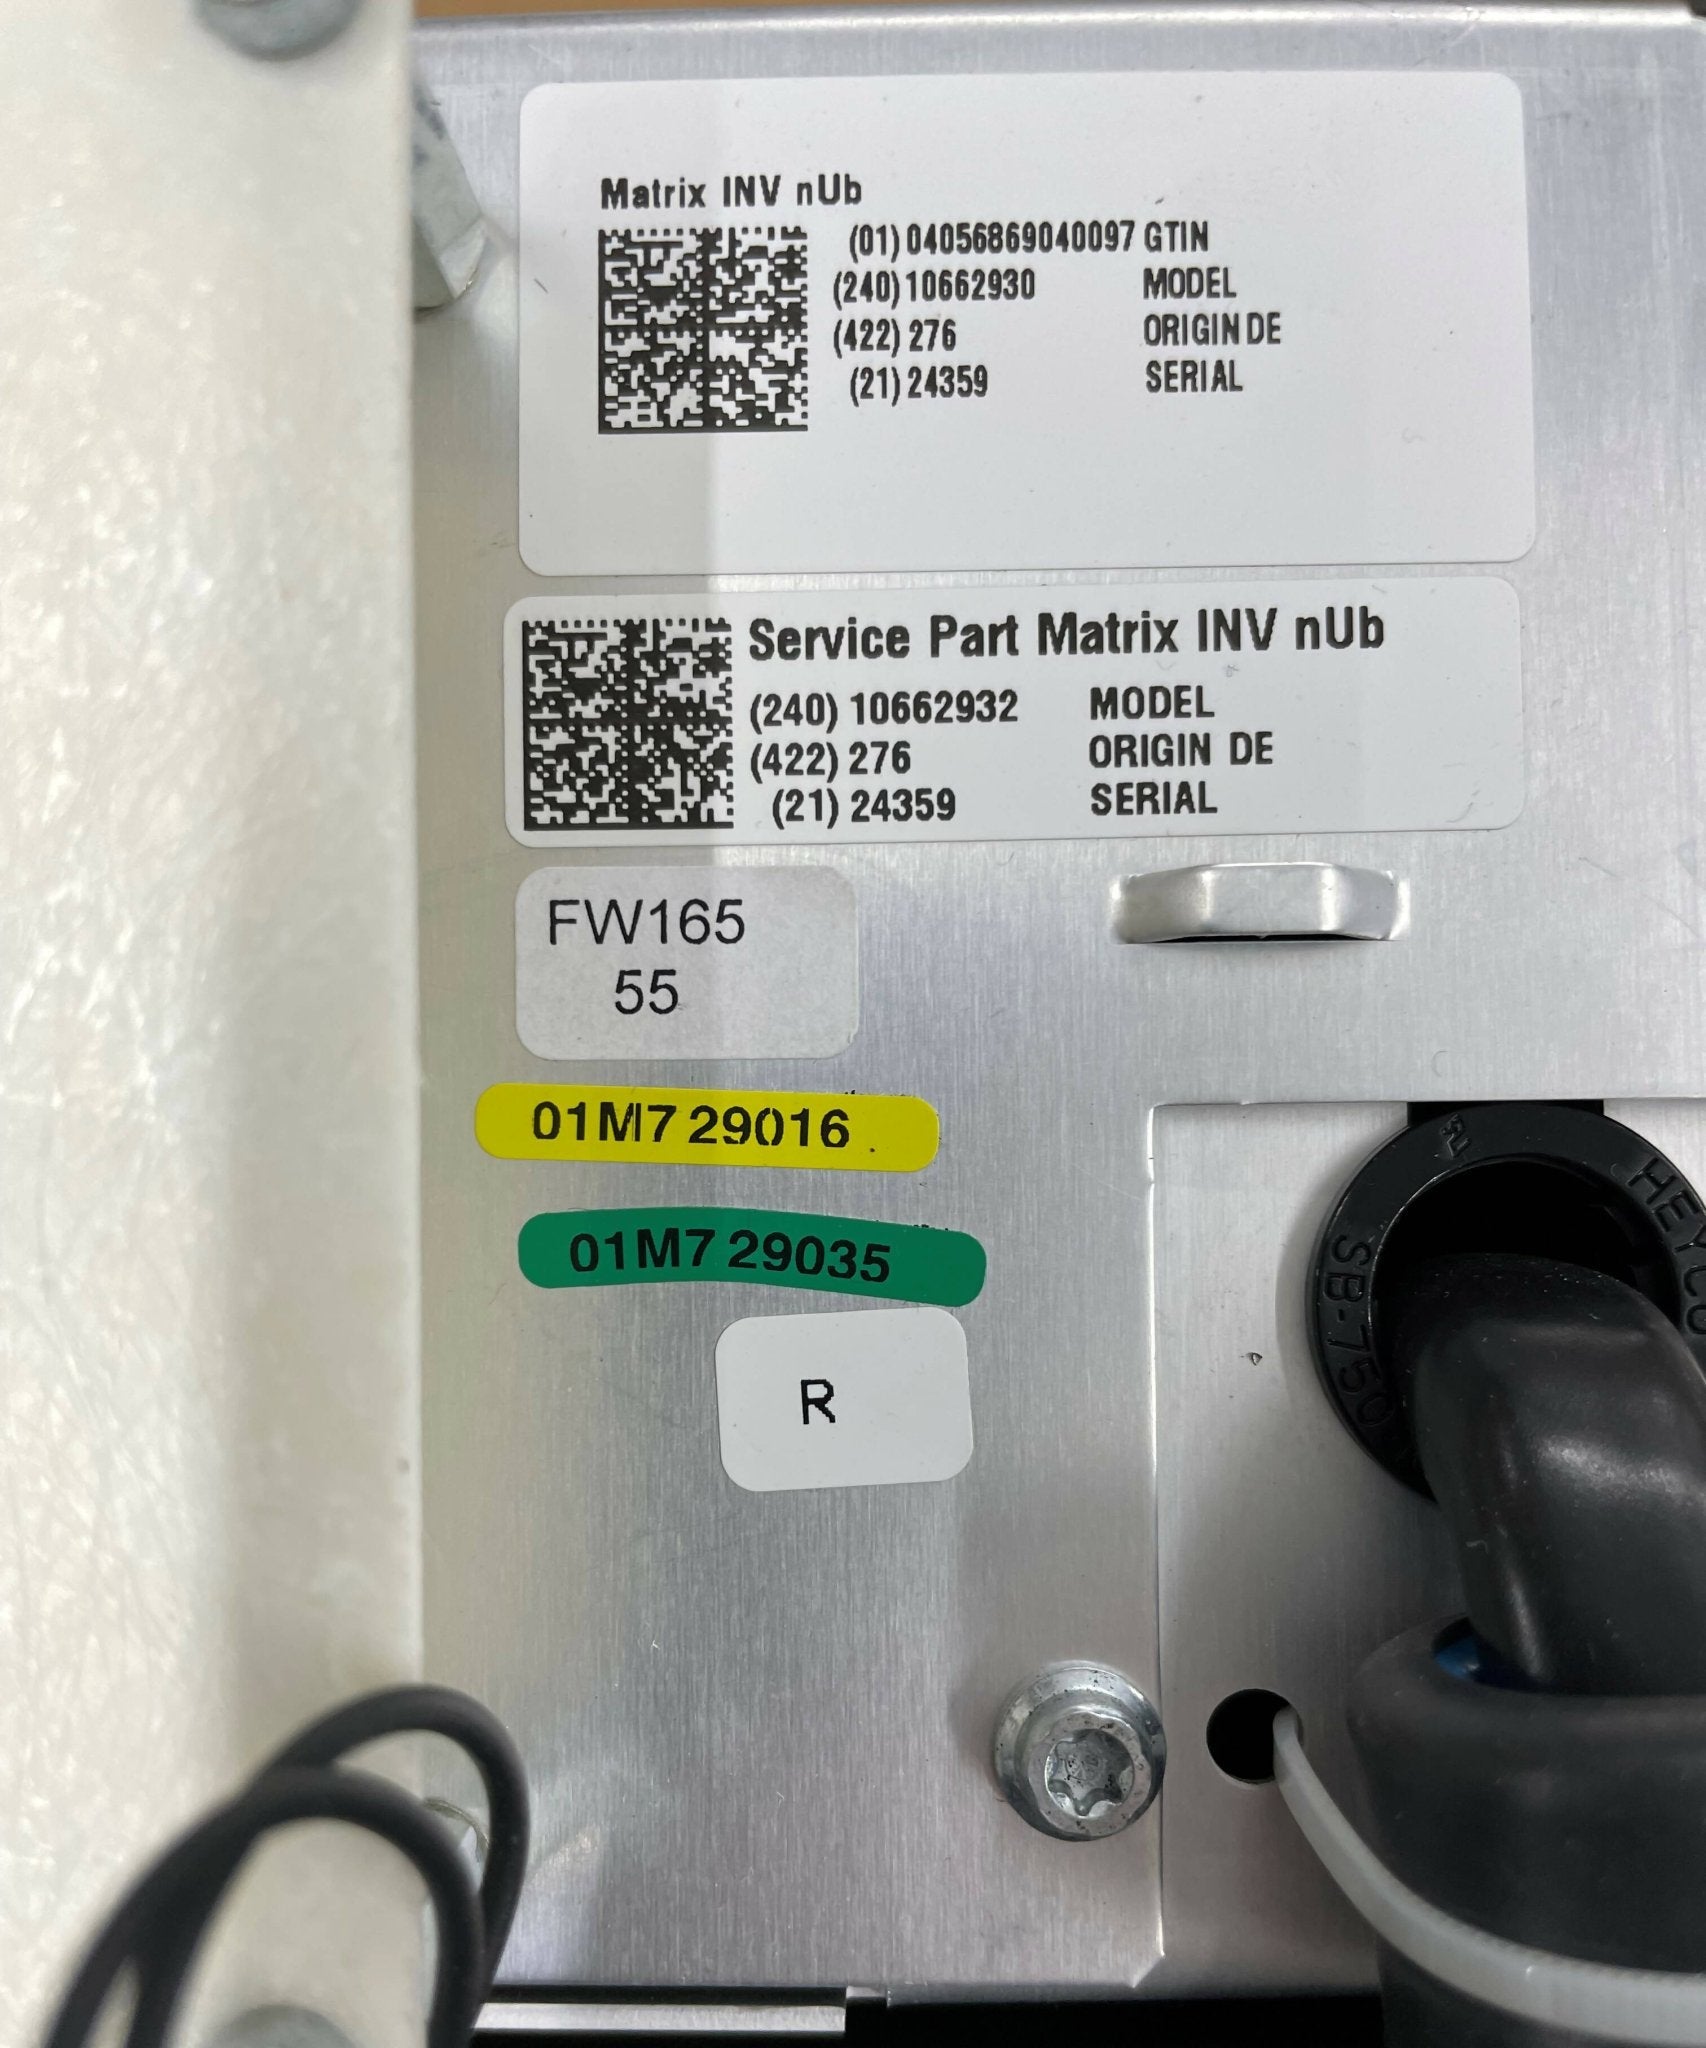 Matrix INV nUb
(01) 04056869040097 GTIN
(240) 10662930 MODEL
(422) 276 ORIGIN DE
(21) 24359 SERIAL
Service Part Matrix INV nUb
(240) 10662932 MODEL
(422) 276 ORIGIN DE
(21) 24359 SERIAL
FW165
55
01M7 29016
01M7 29035
R
HEYCO
SB-750